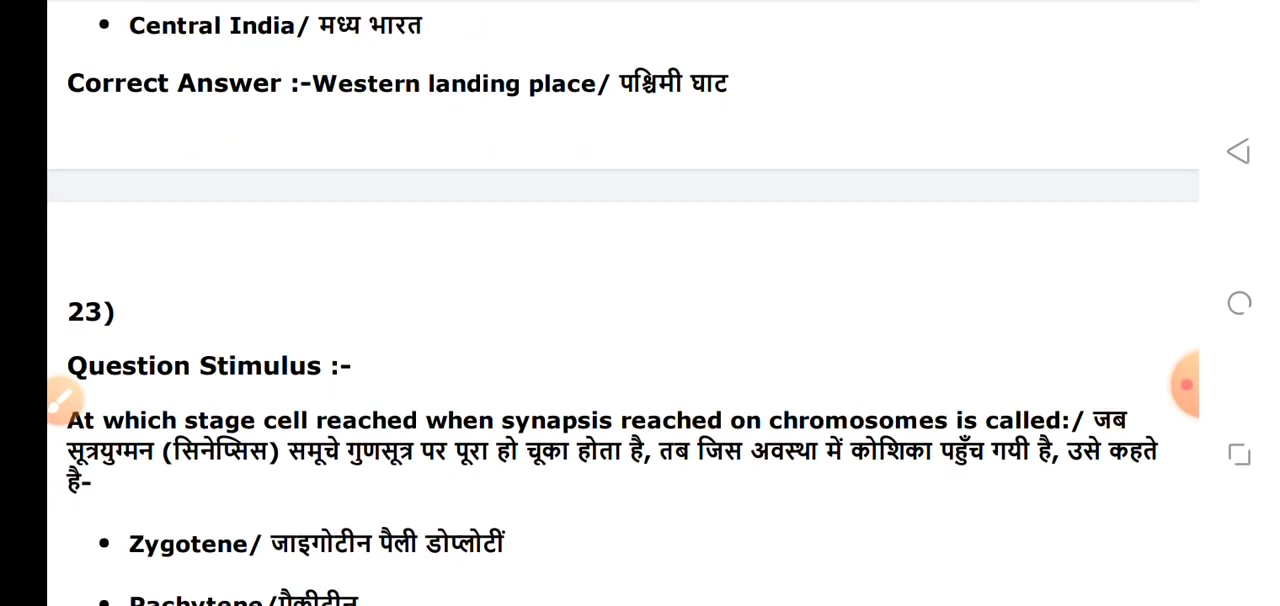 • Central India/ मध्य भारत
Correct Answer :-Western landing place/ पश्चिमी घाट
23)
Question Stimulus :-
At which stage cell reached when synapsis reached on chromosomes is called:/ जब
सूत्रयुग्मन (सिनेप्सिस) समूचे गुणसूत्र पर पूरा हो चूका होता है, तब जिस अवस्था में कोशिका पहुँच गयी है, उसे कहते
है-
• Zygotene/ जाइगोटीन पैली डोप्लोटीं
• Pachytene/पैकीटीन